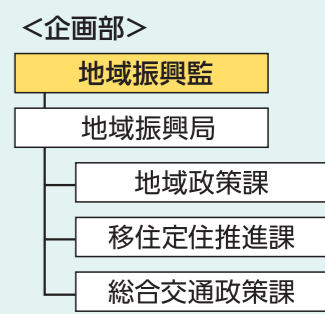 ＜企画部＞
地域振興監
地域振興局
地域政策課
移住定住推進課
総合交通政策課